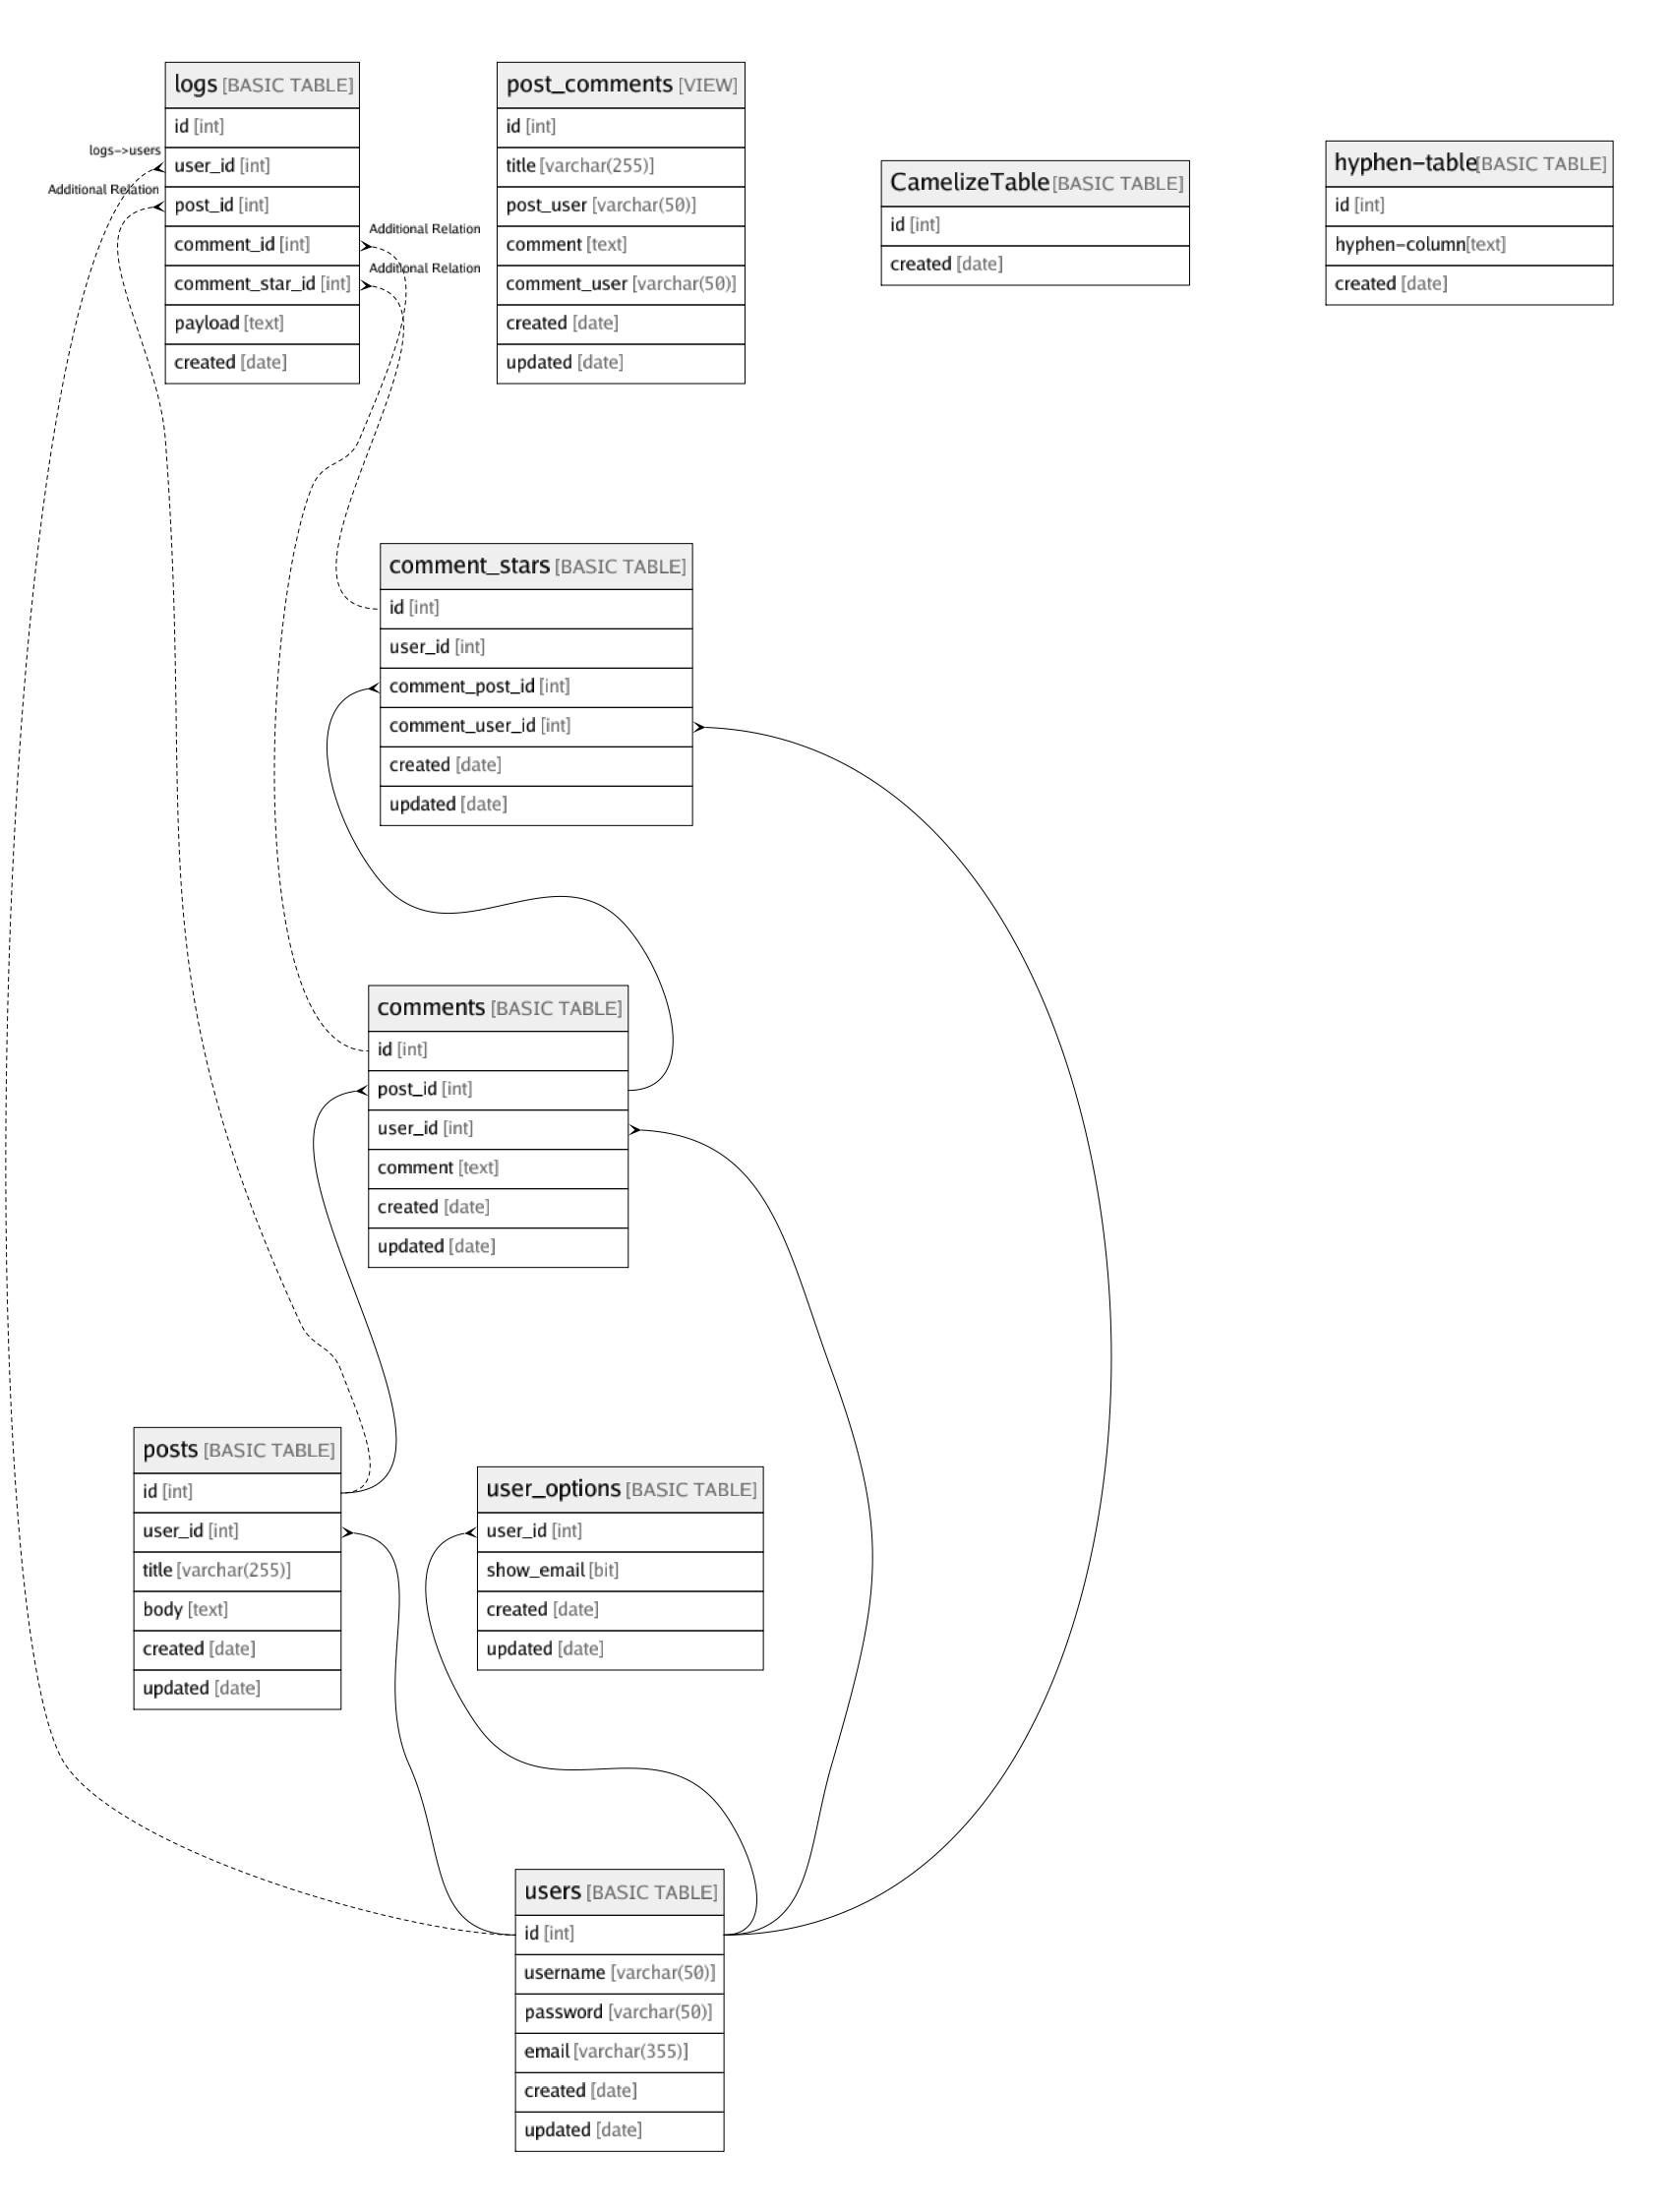 logs [BASIC TABLE]
id [int]
log->users
user_id [int]
Additional Relation
post_id [int]
Additional Relation
comment_id [int]
Additional Relation
comment_star_id [int]
payload [text]
created [date]
post_comments [VIEW]
id [int]
title [varchar(255)]
post_user [varchar(50)]
comment [text]
comment_user [varchar(50)]
created [date]
updated [date]
CamelizeTable [BASIC TABLE]
id [int]
created [date]
hyphen-table [BASIC TABLE]
id [int]
hyphen-column [text]
created [date]
comment_stars [BASIC TABLE]
id [int]
user_id [int]
comment_post_id [int]
comment_user_id [int]
created [date]
updated [date]
comments [BASIC TABLE]
id [int]
post_id [int]
user_id [int]
comment [text]
created [date]
updated [date]
posts [BASIC TABLE]
id [int]
user_id [int]
title [varchar(255)]
body [text]
created [date]
updated [date]
user_options [BASIC TABLE]
user_id [int]
show_email [bit]
created [date]
updated [date]
users [BASIC TABLE]
id [int]
username [varchar(50)]
password [varchar(50)]
email [varchar(355)]
created [date]
updated [date]